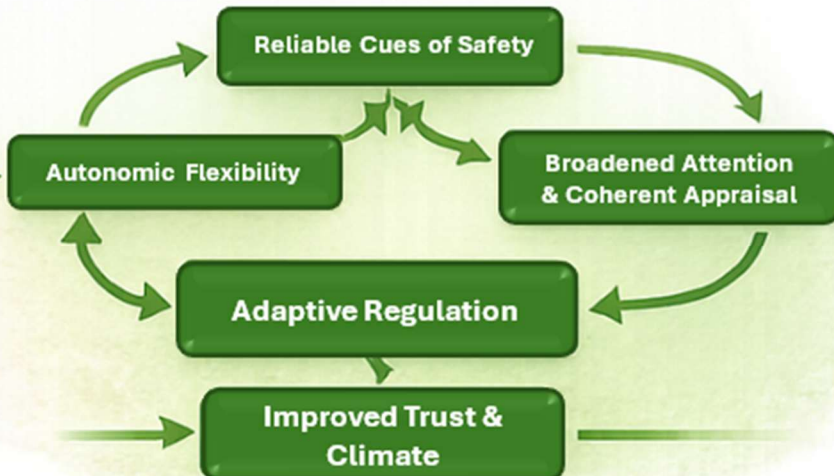 Reliable Cues of Safety
Autonomic Flexibility
Broadened Attention
& Coherent Appraisal
Adaptive Regulation
Improved Trust &
Climate